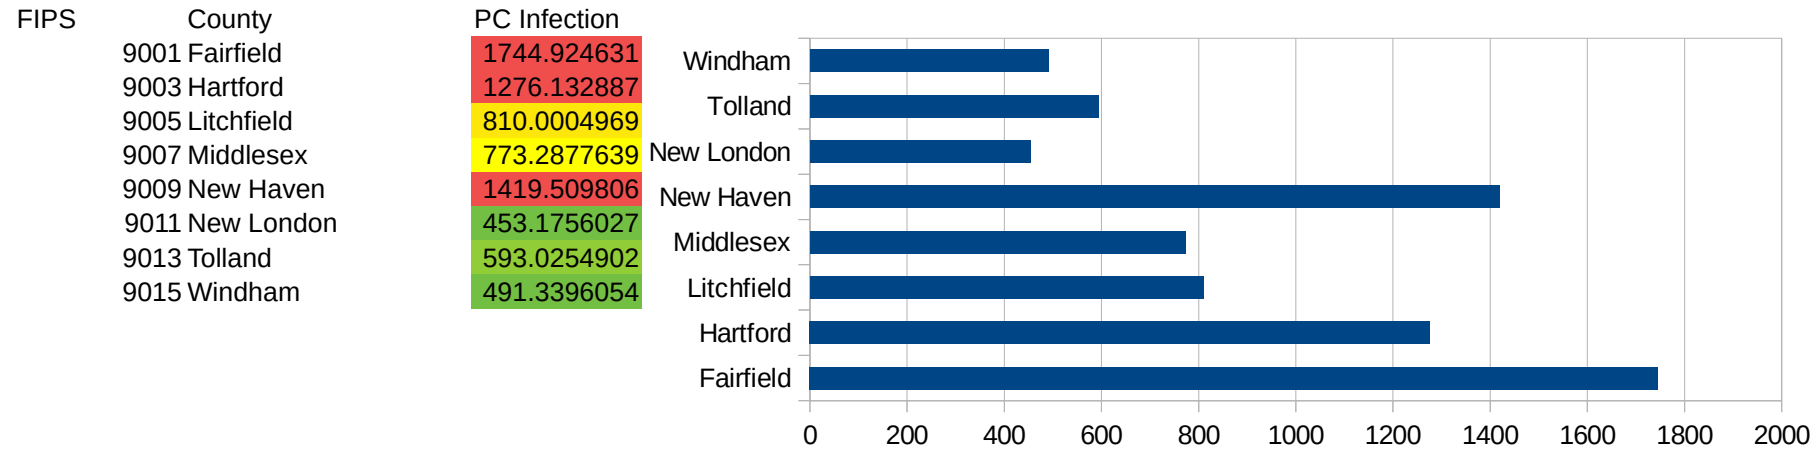 FIPS County PC Infection
9001 Fairfield 1744.924631
9003 Hartford 1276.132887
9005 Litchfield 810.0004969
9007 Middlesex 773.2877639
9009 New Haven 1419.509806
9011 New London 453.1756027
9013 Tolland 593.0254902
9015 Windham 491.3396054
Windham
Tolland
New London
New Haven
Middlesex
Litchfield
Hartford
Fairfield
0 200 400 600 800 1000 1200 1400 1600 1800 2000